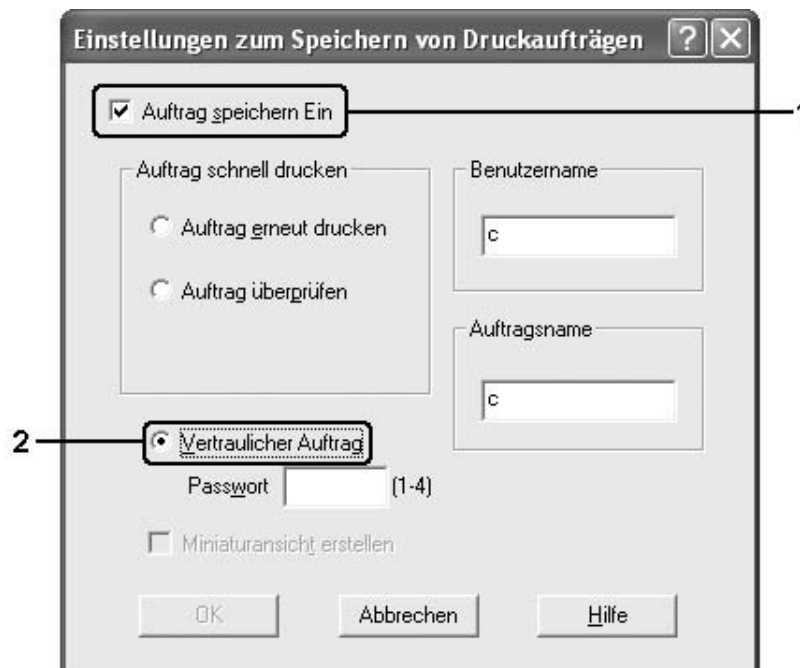 Einstellungen zum Speichern von Druckaufträgen
Auftrag speichern Ein
1
Auftrag schnell drucken
Auftrag erneut drucken
Auftrag überprüfen
Benutzername
c
Auftragsname
c
2
Vertraulicher Auftrag
Passwort (1-4)
Miniaturansicht erstellen
OK
Abbrechen
Hilfe